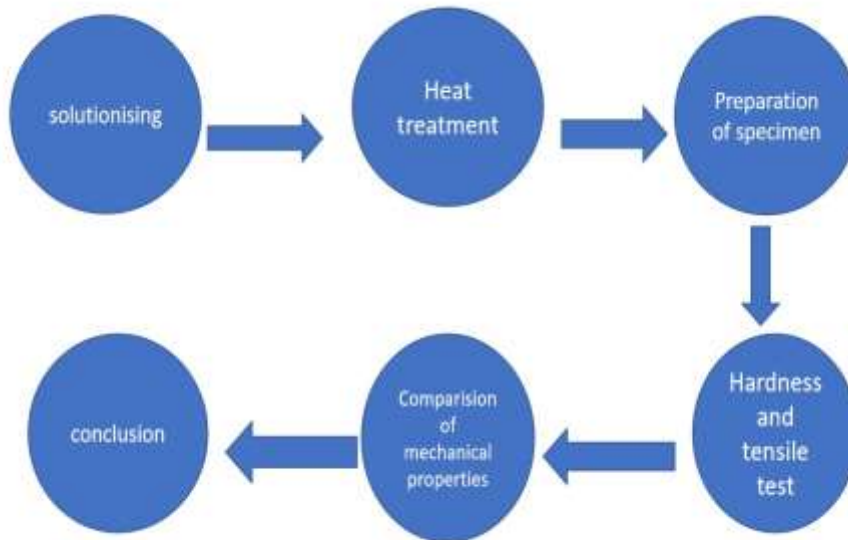 solutionising
Heat
treatment
Preparation
of specimen
Hardness
and
tensile
test
Comparision
of
mechanical
properties
conclusion